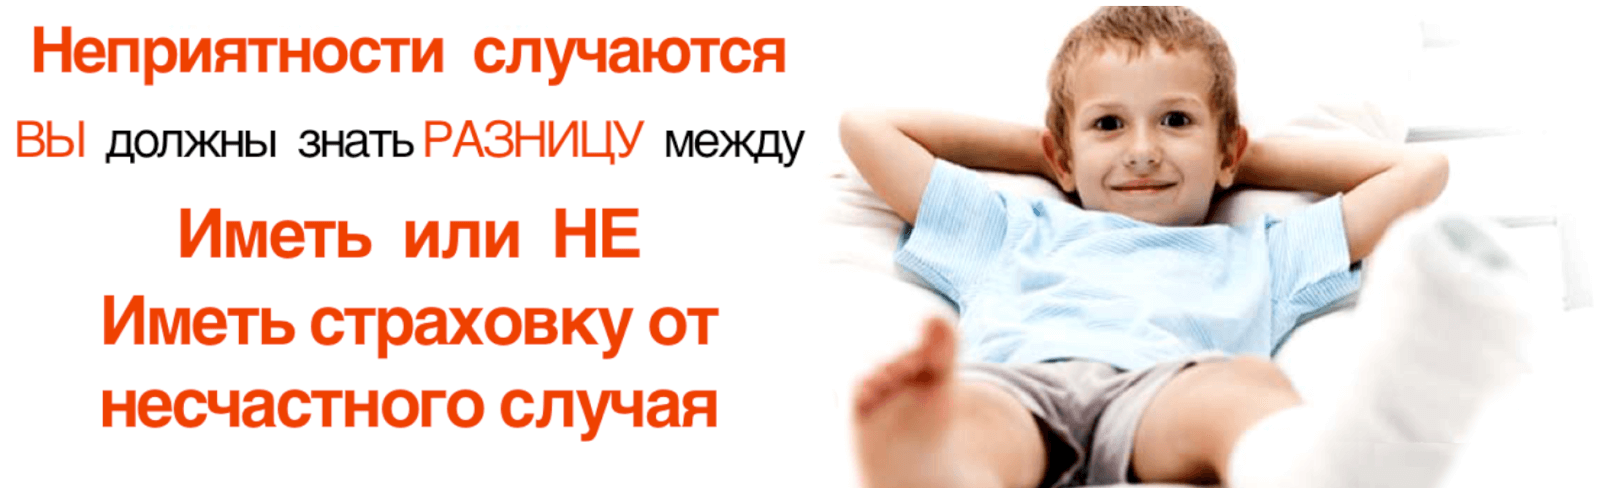 Неприятности случаются
ВЫ должны знать РАЗНИЦУ между
Иметь или НЕ
Иметь страховку от
несчастного случая